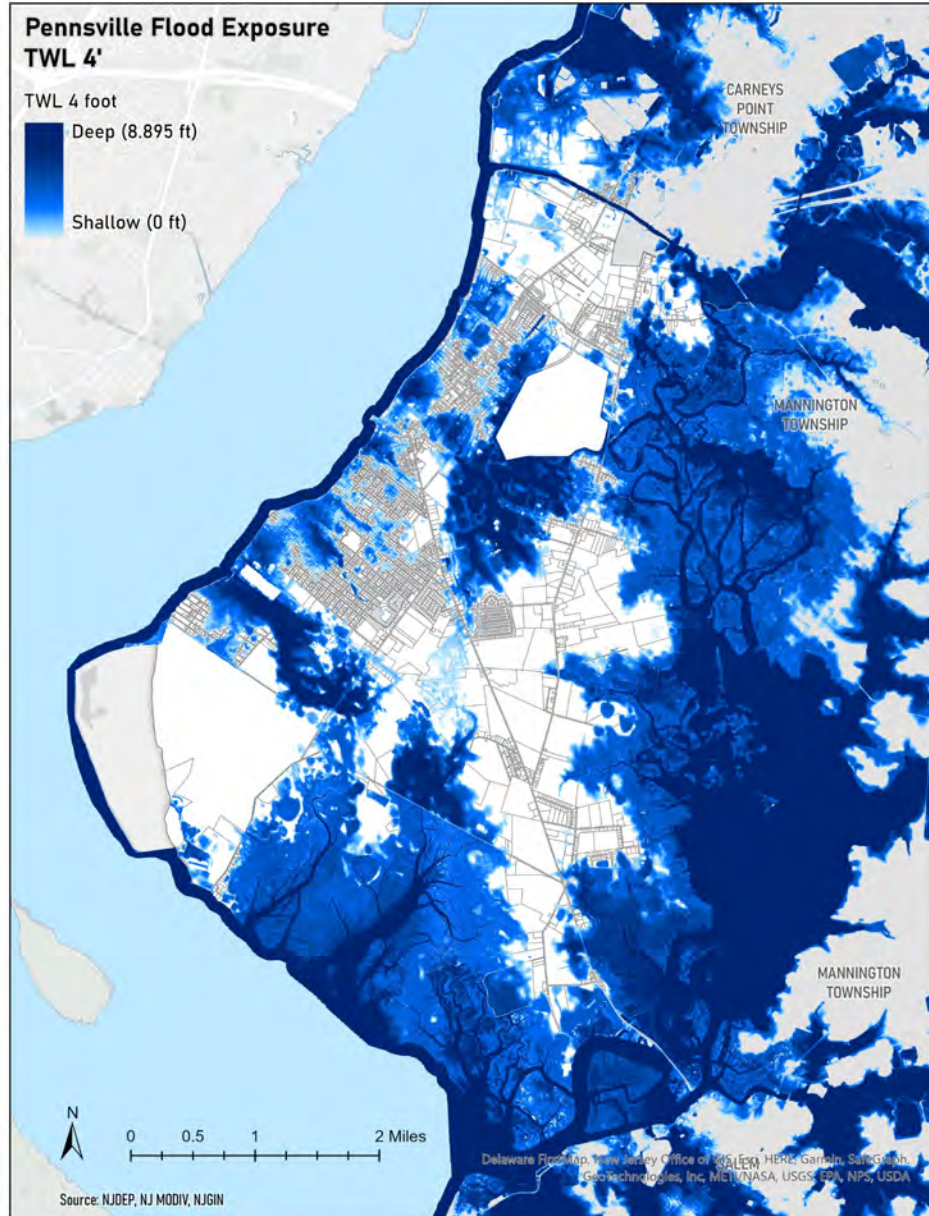 Pennsville Flood Exposure
TWL 4'
TWL 4 foot
Deep (8.895 ft)
Shallow (0 ft)
CARNEYS
POINT
TOWNSHIP
MANNINGTON
TOWNSHIP
MANNINGTON
TOWNSHIP
N
0 0.5 1 2 Miles
SALEM
Delaware FirstMap, New Jersey Office of GIS, Esri, HERE, Garmin, SafeGraph,
GeoTechnologies, Inc, METI/NASA, USGS, EPA, NPS, USDA
Source: NJDEP, NJ MODIV, NJGIN